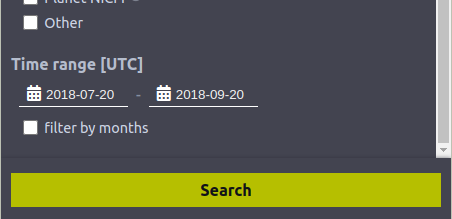 Other
Time range [UTC]
2018-07-20 - 2018-09-20
filter by months
Search